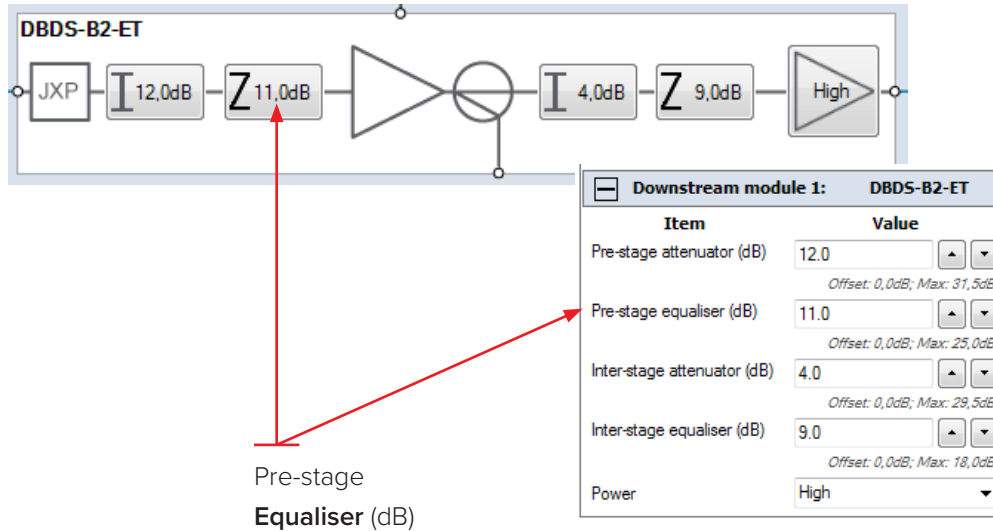 DBDS-B2-ET
JXP 12,0dB Z 11,0dB 4,0dB Z 9,0dB High
Downstream module 1: DBDS-B2-ET
Item Value
Pre-stage attenuator (dB) 12.0
Offset: 0,0dB; Max: 31,5dB
Pre-stage equaliser (dB) 11.0
Offset: 0,0dB; Max: 25,0dB
Inter-stage attenuator (dB) 4.0
Offset: 0,0dB; Max: 29,5dB
Inter-stage equaliser (dB) 9.0
Offset: 0,0dB; Max: 18,0dB
Power High
Pre-stage
Equaliser (dB)